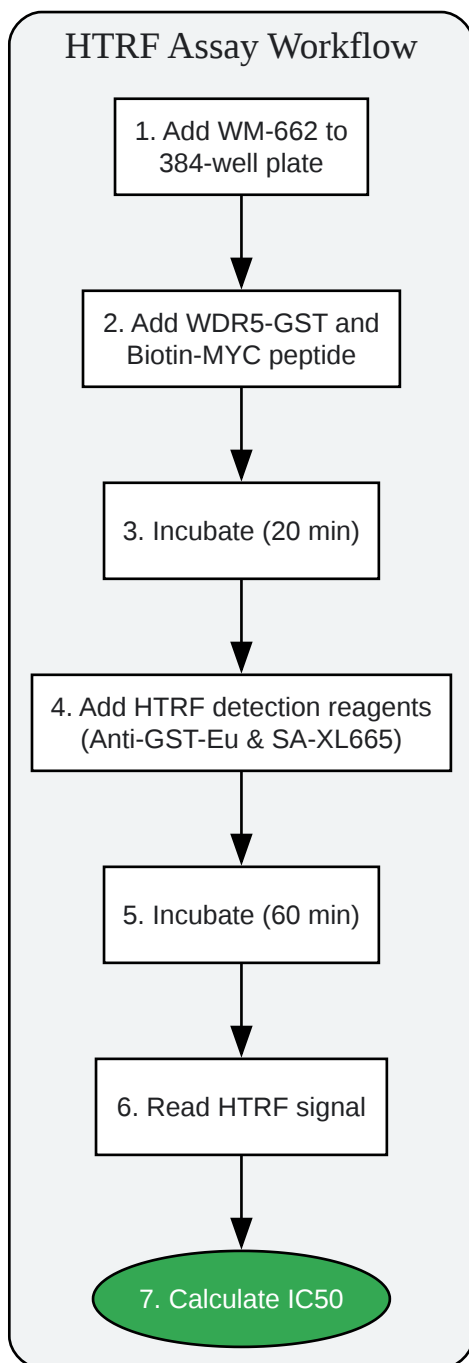 HTRF Assay Workflow
1. Add WM-662 to
384-well plate
2. Add WDR5-GST and
Biotin-MYC peptide
3. Incubate (20 min)
4. Add HTRF detection reagents
(Anti-GST-Eu & SA-XL665)
5. Incubate (60 min)
6. Read HTRF signal
7. Calculate IC50